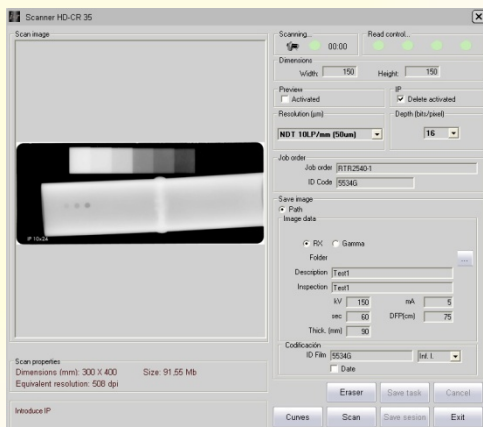 Scanner HD-CR 35
Scan image
IP 10x24
Scan properties
Dimensions (mm): 300 X 400 Size: 91,55 Mb
Equivalent resolution: 508 dpi
Introduce IP
Scanning... Read control...
00:00
Dimensions
Width: 150 Height: 150
Preview IP
Activated Delete activated
Resolution (µm) Depth (bits/pixel)
NDT 10LP/mm (50um) 16
Job order
Job order RTR2540-1
ID Code 5534G
Save image
Path
Image data
RX Gamma
Folder ...
Description Test1
Inspection Test1
kV 150 mA 5
sec 60 DFP(cm) 75
Thick. (mm) 90
Codificación
ID Film 5534G Inf. I.
Date
Eraser Save task Cancel
Curves Scan Save sesion Exit